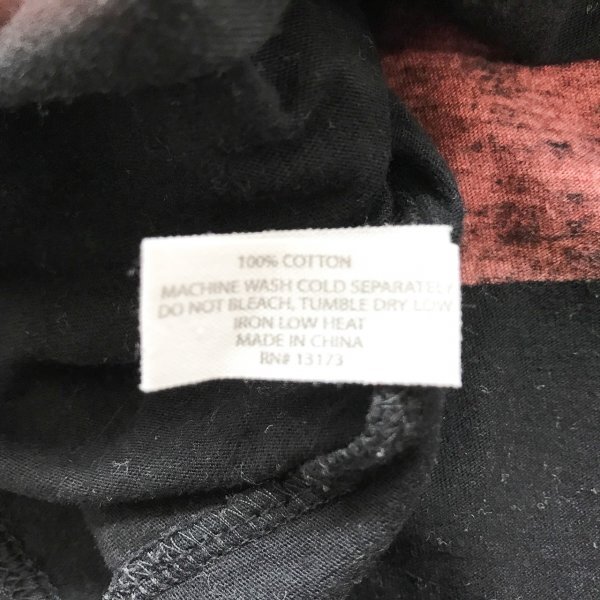 100% COTTON
MACHINE WASH COLD SEPARATELY
DO NOT BLEACH, TUMBLE DRY LOW
IRON LOW HEAT
MADE IN CHINA
RN# 13173